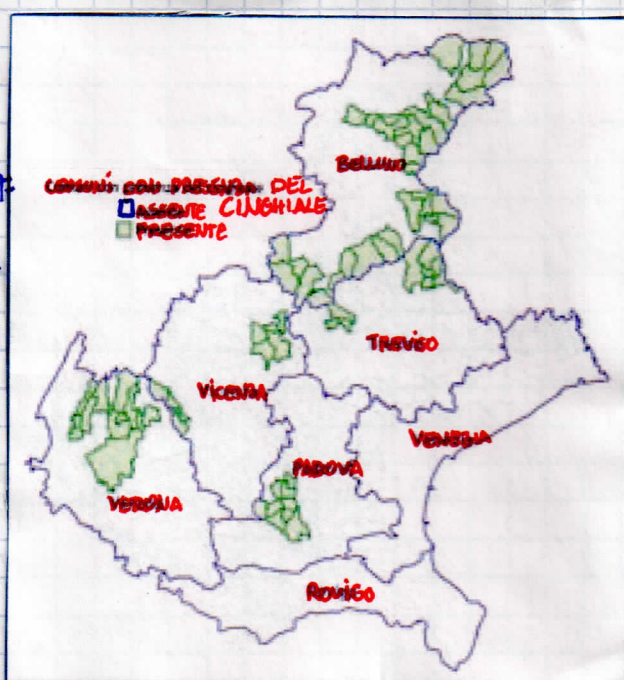 COMUNI CON PRESENZA DEL
ASSENTE CINGHIALE
PRESENTE
BELLUNO
TREVISO
VICENZA
VENEZIA
PADOVA
VERONA
ROVIGO